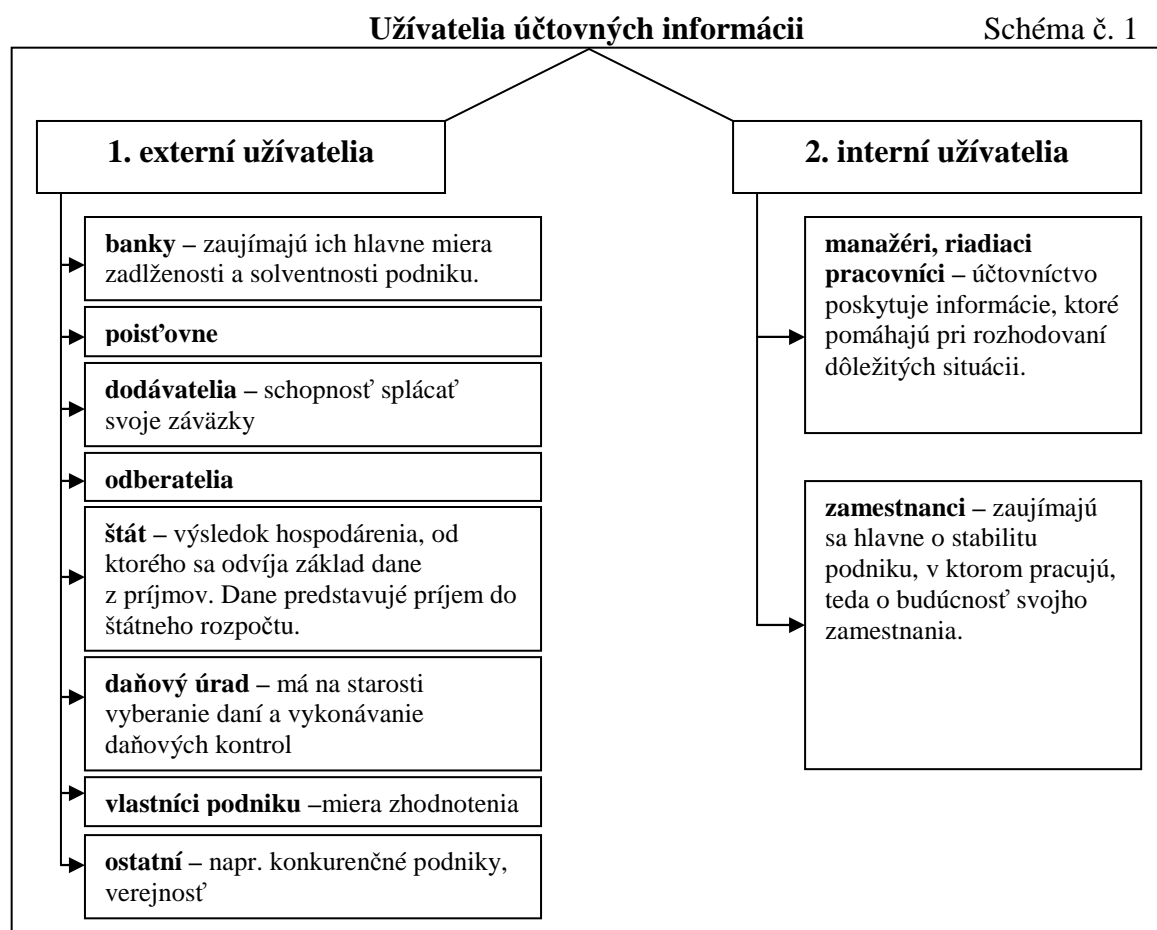 Užívatelia účtovných informácii Schéma č. 1
1. externí užívatelia
banky – zaujímajú ich hlavne miera
zadlženosti a solventnosti podniku.
poisťovne
dodávatelia – schopnosť splácať
svoje záväzky
odberatelia
štát – výsledok hospodárenia, od
ktorého sa odvíja základ dane
z príjmov. Dane predstavujé príjem do
štátneho rozpočtu.
daňový úrad – má na starosti
vyberanie daní a vykonávanie
daňových kontrol
vlastníci podniku –miera zhodnotenia
ostatní – napr. konkurenčné podniky,
verejnosť
2. interní užívatelia
manažéri, riadiaci
pracovníci – účtovníctvo
poskytuje informácie, ktoré
pomáhajú pri rozhodovaní
dôležitých situácii.
zamestnanci – zaujímajú
sa hlavne o stabilitu
podniku, v ktorom pracujú,
teda o budúcnosť svojho
zamestnania.